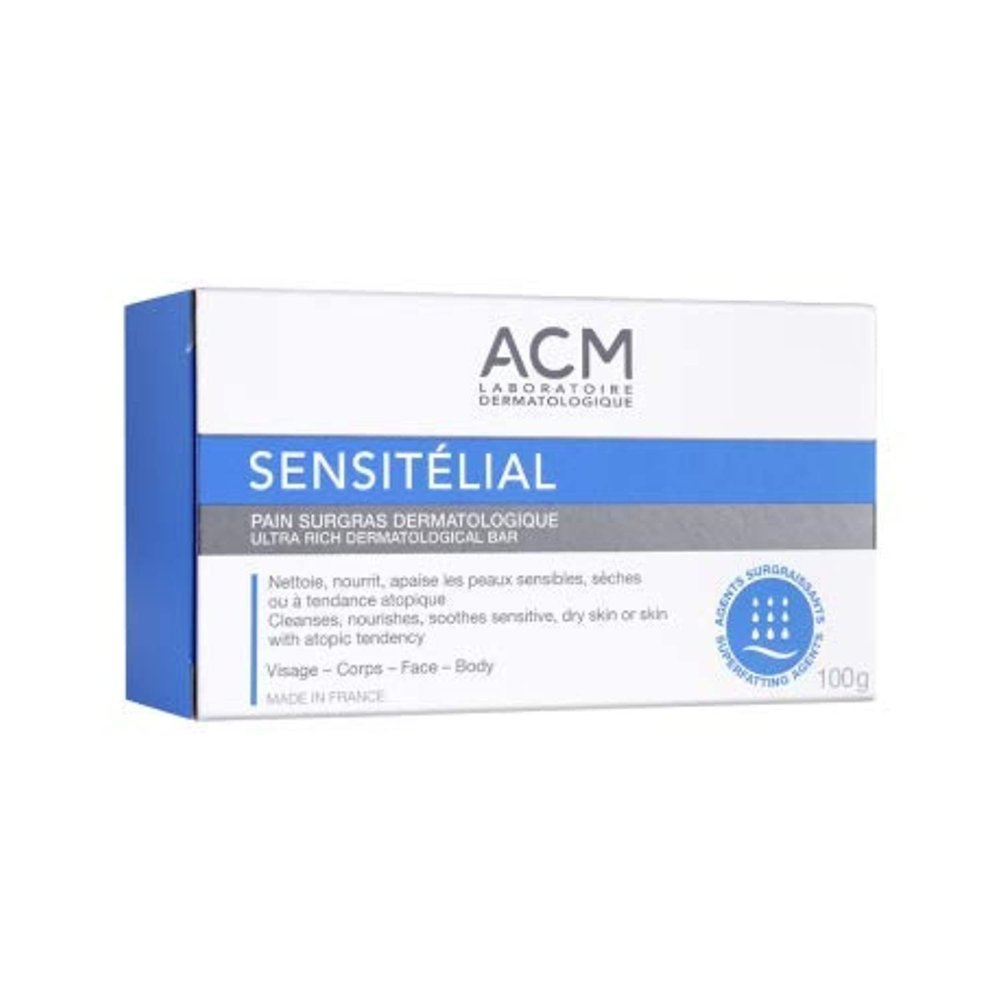 ACM
LABORATOIRE
DERMATOLOGIQUE
SENSITÉLIAL
PAIN SURGRAS DERMATOLOGIQUE
ULTRA RICH DERMATOLOGICAL BAR
Nettoie, nourrit, apaise les peaux sensibles, sèches
ou à tendance atopique
Cleanses, nourishes, soothes sensitive, dry skin or skin
with atopic tendency
Visage – Corps – Face – Body
MADE IN FRANCE
AGENTS SURGRAISSANTS
SUPERFATTING AGENTS
100g